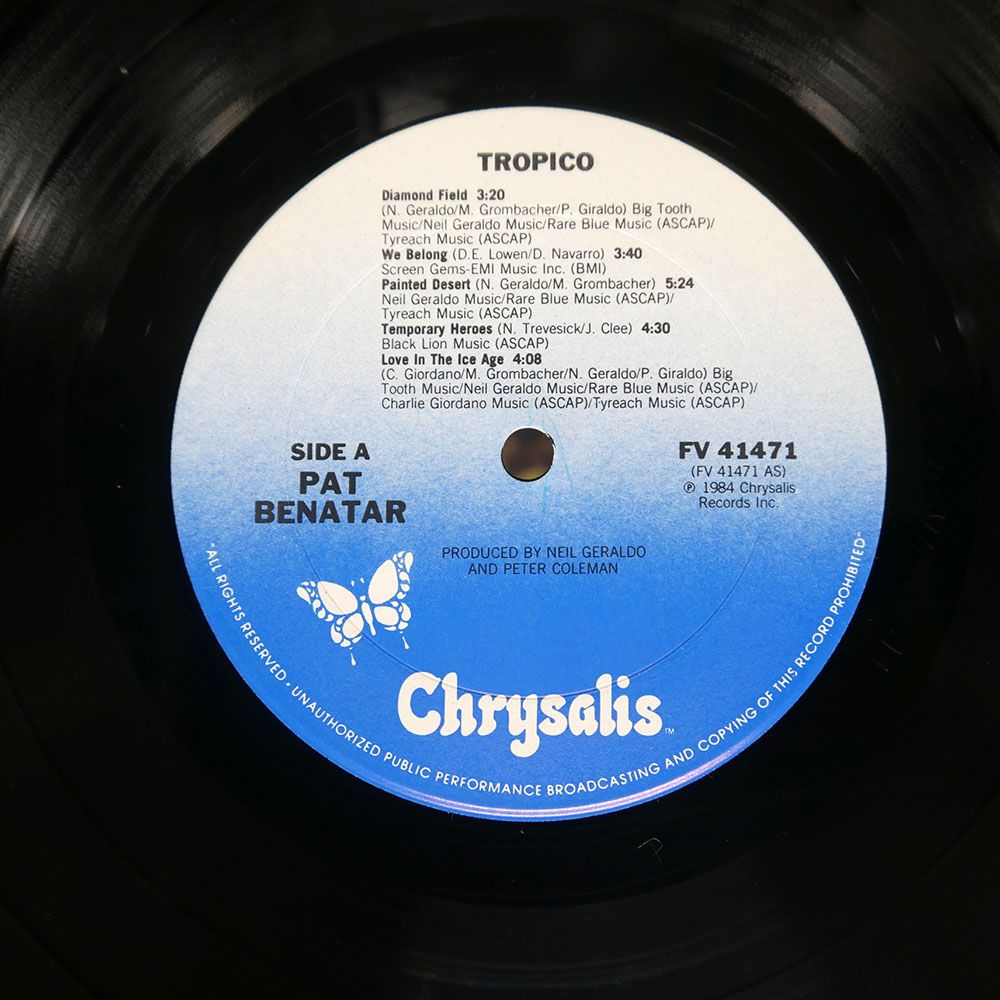 TROPICO
Diamond Field 3:20
(N. Geraldo/M. Grombacher/P. Giraldo) Big Tooth
Music/Neil Geraldo Music/Rare Blue Music (ASCAP)/
Tyreach Music (ASCAP)
We Belong (D.E. Lowen/D. Navarro) 3:40
Screen Gems-EMI Music Inc. (BMI)
Painted Desert (N. Geraldo/M. Grombacher) 5:24
Neil Geraldo Music/Rare Blue Music (ASCAP)/
Tyreach Music (ASCAP)
Temporary Heroes (N. Trevesick/J. Clee) 4:30
Black Lion Music (ASCAP)
Love In The Ice Age 4:08
(C. Giordano/M. Grombacher/N. Geraldo/P. Giraldo) Big
Tooth Music/Neil Geraldo Music/Rare Blue Music (ASCAP)/
Charlie Giordano Music (ASCAP)/Tyreach Music (ASCAP)
SIDE A
PAT
BENATAR
FV 41471
(FV 41471 AS)
℗ 1984 Chrysalis
Records Inc.
PRODUCED BY NEIL GERALDO
AND PETER COLEMAN
Chrysalis™
"ALL RIGHTS RESERVED • UNAUTHORIZED PUBLIC PERFORMANCE BROADCASTING AND COPYING OF THIS RECORD PROHIBITED"